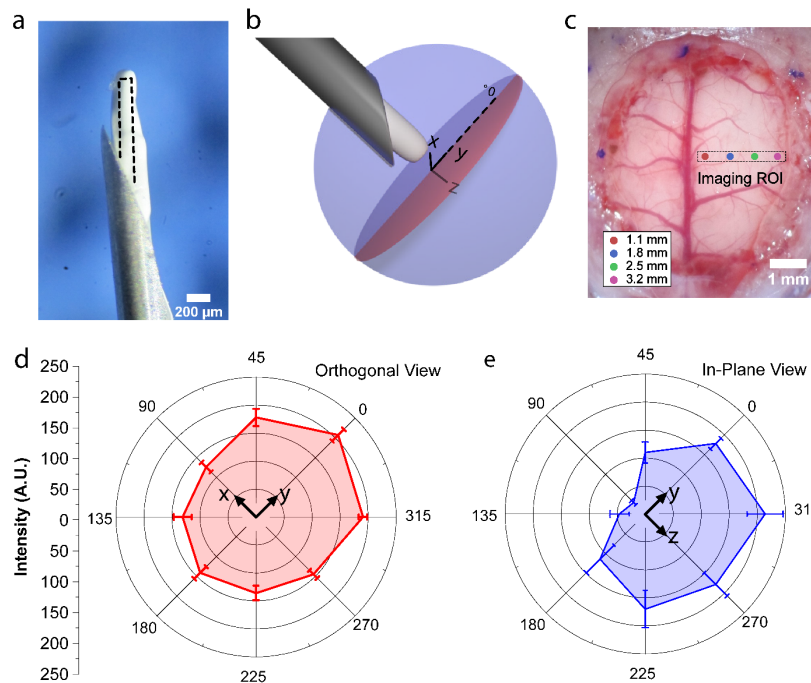 a
200 µm
b
0°
x
y
z
c
Imaging ROI
1.1 mm
1.8 mm
2.5 mm
3.2 mm
1 mm
d
Orthogonal View
Intensity (A.U.)
250
200
150
100
50
0
50
100
150
200
250
45
0
315
270
225
180
135
90
x
y
e
In-Plane View
45
0
31
270
225
180
135
90
y
z